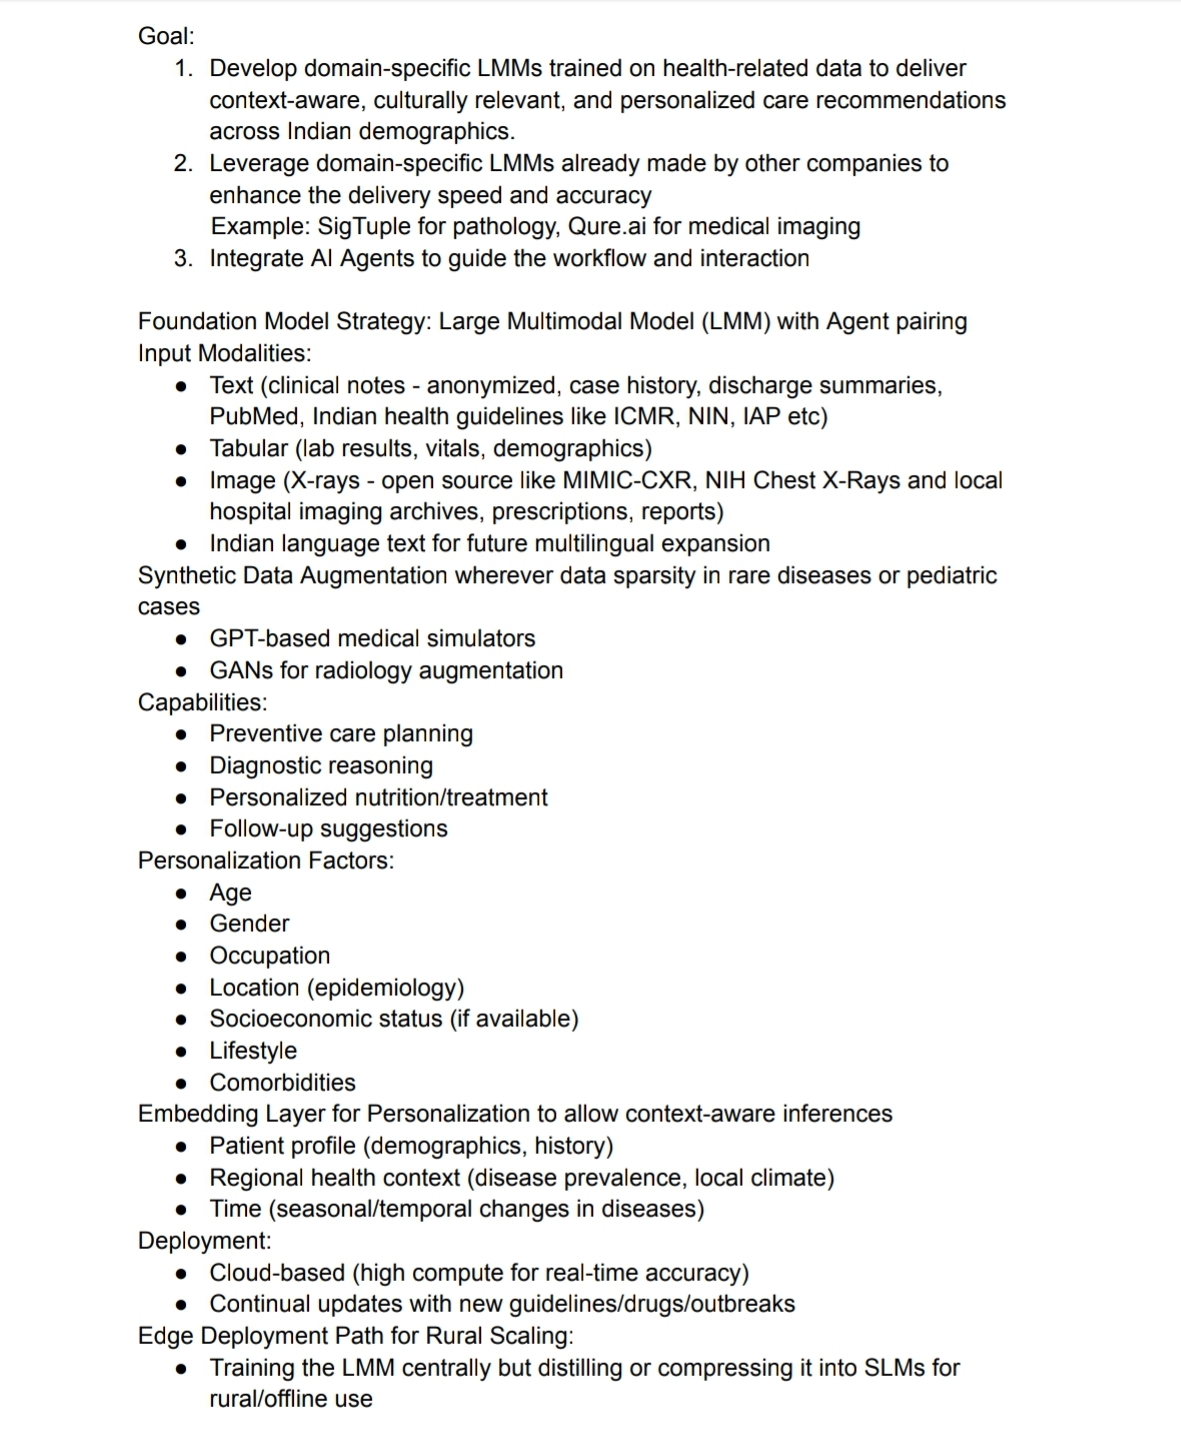 Goal:
1. Develop domain-specific LMMs trained on health-related data to deliver
context-aware, culturally relevant, and personalized care recommendations
across Indian demographics.
2. Leverage domain-specific LMMs already made by other companies to
enhance the delivery speed and accuracy
Example: SigTuple for pathology, Qure.ai for medical imaging
3. Integrate AI Agents to guide the workflow and interaction
Foundation Model Strategy: Large Multimodal Model (LMM) with Agent pairing
Input Modalities:
● Text (clinical notes - anonymized, case history, discharge summaries,
PubMed, Indian health guidelines like ICMR, NIN, IAP etc)
● Tabular (lab results, vitals, demographics)
● Image (X-rays - open source like MIMIC-CXR, NIH Chest X-Rays and local
hospital imaging archives, prescriptions, reports)
● Indian language text for future multilingual expansion
Synthetic Data Augmentation wherever data sparsity in rare diseases or pediatric
cases
● GPT-based medical simulators
● GANs for radiology augmentation
Capabilities:
● Preventive care planning
● Diagnostic reasoning
● Personalized nutrition/treatment
● Follow-up suggestions
Personalization Factors:
● Age
● Gender
● Occupation
● Location (epidemiology)
● Socioeconomic status (if available)
● Lifestyle
● Comorbidities
Embedding Layer for Personalization to allow context-aware inferences
● Patient profile (demographics, history)
● Regional health context (disease prevalence, local climate)
● Time (seasonal/temporal changes in diseases)
Deployment:
● Cloud-based (high compute for real-time accuracy)
● Continual updates with new guidelines/drugs/outbreaks
Edge Deployment Path for Rural Scaling:
● Training the LMM centrally but distilling or compressing it into SLMs for
rural/offline use